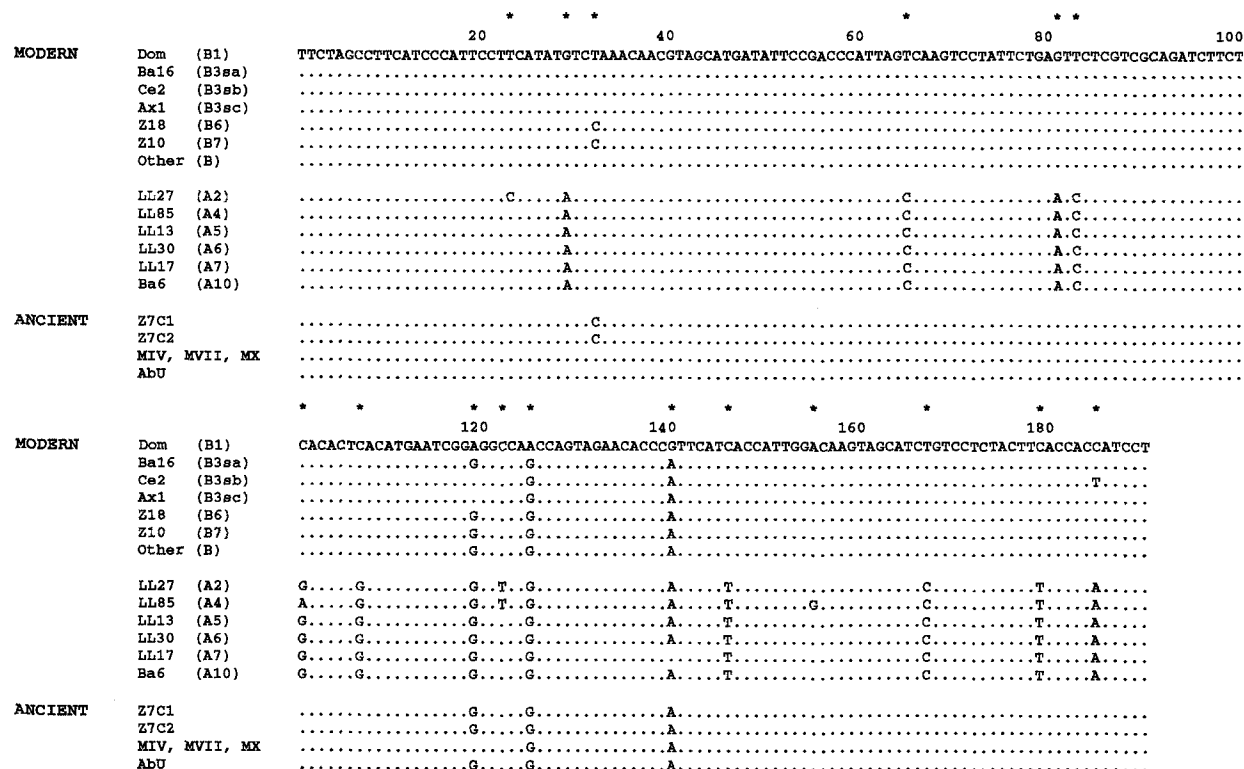 * * * * * *
20 40 60 80 100
MODERN Dom (B1) TTCTAGCCTTCATCCCATTCCTTCATATGTCTAAACAACGTAGCATGATATTCCGACCCATTAGTCAAGTCCTATTCTGAGTTCTCGTCGCAGATCTTCT
Ba16 (B3sa) ....................................................................................................
Ce2 (B3sb) ....................................................................................................
Ax1 (B3sc) ....................................................................................................
Z18 (B6) ...............................C....................................................................
Z10 (B7) ...............................C....................................................................
Other (B) ....................................................................................................
LL27 (A2) ......................C.....A...................................C...............A.C.................
LL85 (A4) ............................A...................................C...............A.C.................
LL13 (A5) ............................A...................................C...............A.C.................
LL30 (A6) ............................A...................................C...............A.C.................
LL17 (A7) ............................A...................................C...............A.C.................
Ba6 (A10) ............................A...................................C...............A.C.................
ANCIENT Z7C1 ...............................C....................................................................
Z7C2 ...............................C....................................................................
MIV, MVII, MX ....................................................................................................
AbU ....................................................................................................
* * * * * * * * * * *
120 140 160 180
MODERN Dom (B1) CACACTCACATGAATCGGAGGCCAACCAGTAGAACACCCGTTCATCACCATTGGACAAGTAGCATCTGTCCTCTACTTCACCACCATCCT
Ba16 (B3sa) ..................G.....G..............A..................................................
Ce2 (B3sb) ........................G..............A............................................T.....
Ax1 (B3sc) ........................G..............A..................................................
Z18 (B6) ..................G.....G..............A..................................................
Z10 (B7) ..................G.....G..............A..................................................
Other (B) ..................G.....G..............A..................................................
LL27 (A2) G.....G...........G..T..G..............A.....T....................C...........T.....A.....
LL85 (A4) A.....G...........G..T..G..............A.....T........G...........C...........T.....A.....
LL13 (A5) G.....G...........G.....G..............A.....T....................C...........T.....A.....
LL30 (A6) G.....G...........G.....G..............A.....T....................C...........T.....A.....
LL17 (A7) G.....G...........G.....G....................T....................C...........T.....A.....
Ba6 (A10) G.....G...........G.....G..............A.....T....................C...........T.....A.....
ANCIENT Z7C1 ..................G.....G..............A..................................................
Z7C2 ..................G.....G..............A..................................................
MIV, MVII, MX ........................G..............A..................................................
AbU ..................G.....G..............A..................................................